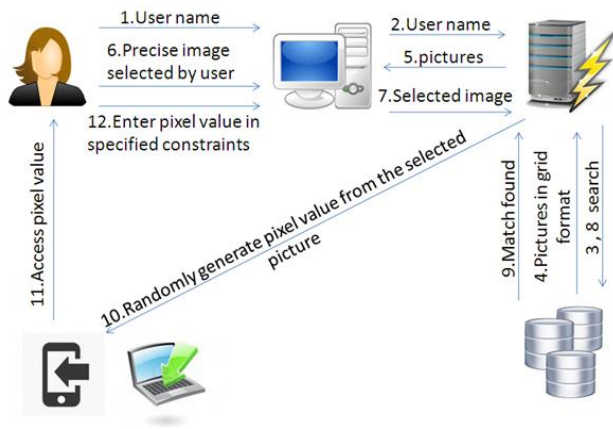 1.User name
2.User name
6.Precise image
selected by user
5.pictures
7.Selected image
12.Enter pixel value in
specified constraints
11.Access pixel value
10.Randomly generate pixel value from the selected
picture
9.Match found
4.Pictures in grid
format
3 , 8 search